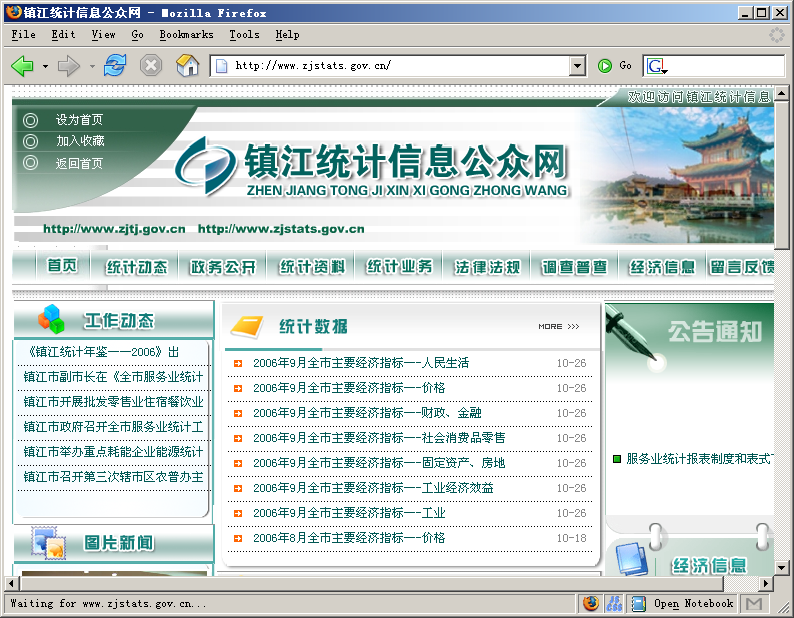 镇江统计信息公众网 - Mozilla Firefox
File Edit View Go Bookmarks Tools Help
http://www.zjstats.gov.cn/
Go
G
欢迎访问镇江统计信息
设为首页
加入收藏
返回首页
镇江统计信息公众网
ZHEN JIANG TONG JI XIN XI GONG ZHONG WANG
http://www.zjtj.gov.cn http://www.zjstats.gov.cn
首页 统计动态 政务公开 统计资料 统计业务 法律法规 调查普查 经济信息 留言反馈
工作动态
《镇江统计年鉴——2006》出
镇江市副市长在《全市服务业统计
镇江市开展批发零售业住宿餐饮业
镇江市政府召开全市服务业统计工
镇江市举办重点耗能企业能源统计
镇江市召开第三次辖市区农普办主
图片新闻
统计数据
MORE >>>
2006年9月全市主要经济指标—-人民生活 10-26
2006年9月全市主要经济指标—-价格 10-26
2006年9月全市主要经济指标—-财政、金融 10-26
2006年9月全市主要经济指标—-社会消费品零售 10-26
2006年9月全市主要经济指标—-固定资产、房地 10-26
2006年9月全市主要经济指标—-工业经济效益 10-26
2006年9月全市主要经济指标—-工业 10-26
2006年8月全市主要经济指标—-价格 10-18
公告通知
服务业统计报表制度和表式
经济信息
Waiting for www.zjstats.gov.cn...
JS CSS
Open Notebook